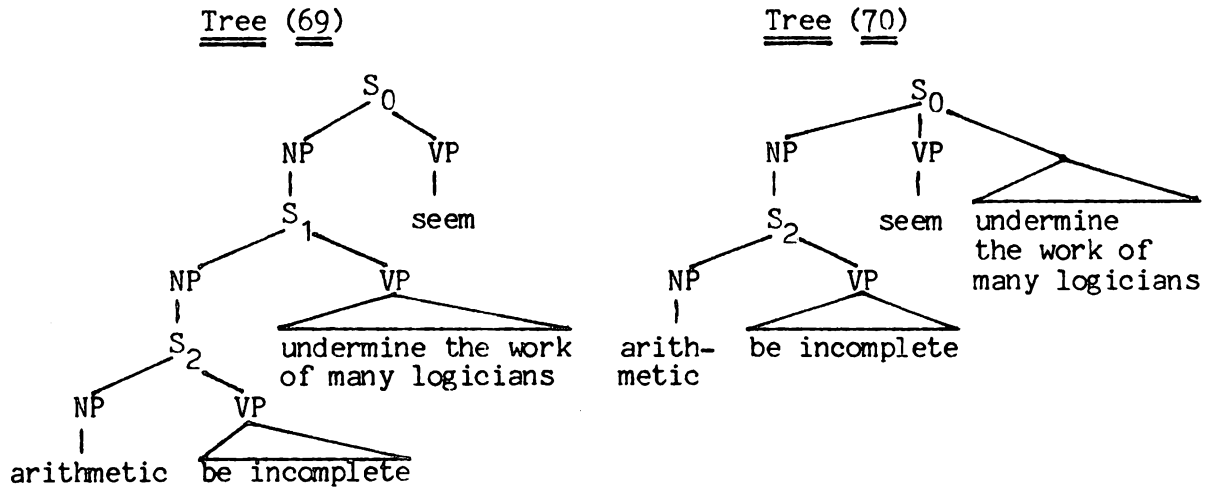 Tree (69)
S0
NP VP
S1 seem
NP VP
S2 undermine the work
of many logicians
NP VP
arithmetic be incomplete
Tree (70)
S0
NP VP
S2 seem undermine
the work of
NP VP many logicians
arith- be incomplete
metic